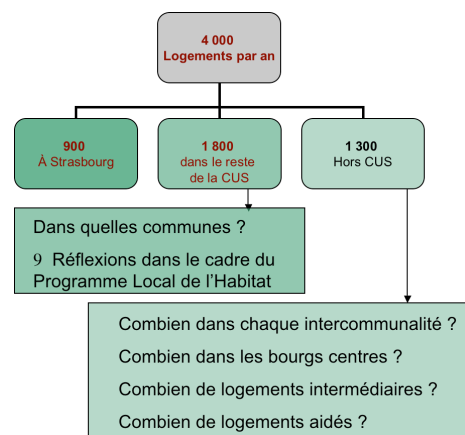 4 000
Logements par an
900
À Strasbourg
1 800
dans le reste
de la CUS
1 300
Hors CUS
Dans quelles communes ?
9 Réflexions dans le cadre du
Programme Local de l'Habitat
Combien dans chaque intercommunalité ?
Combien dans les bourgs centres ?
Combien de logements intermédiaires ?
Combien de logements aidés ?